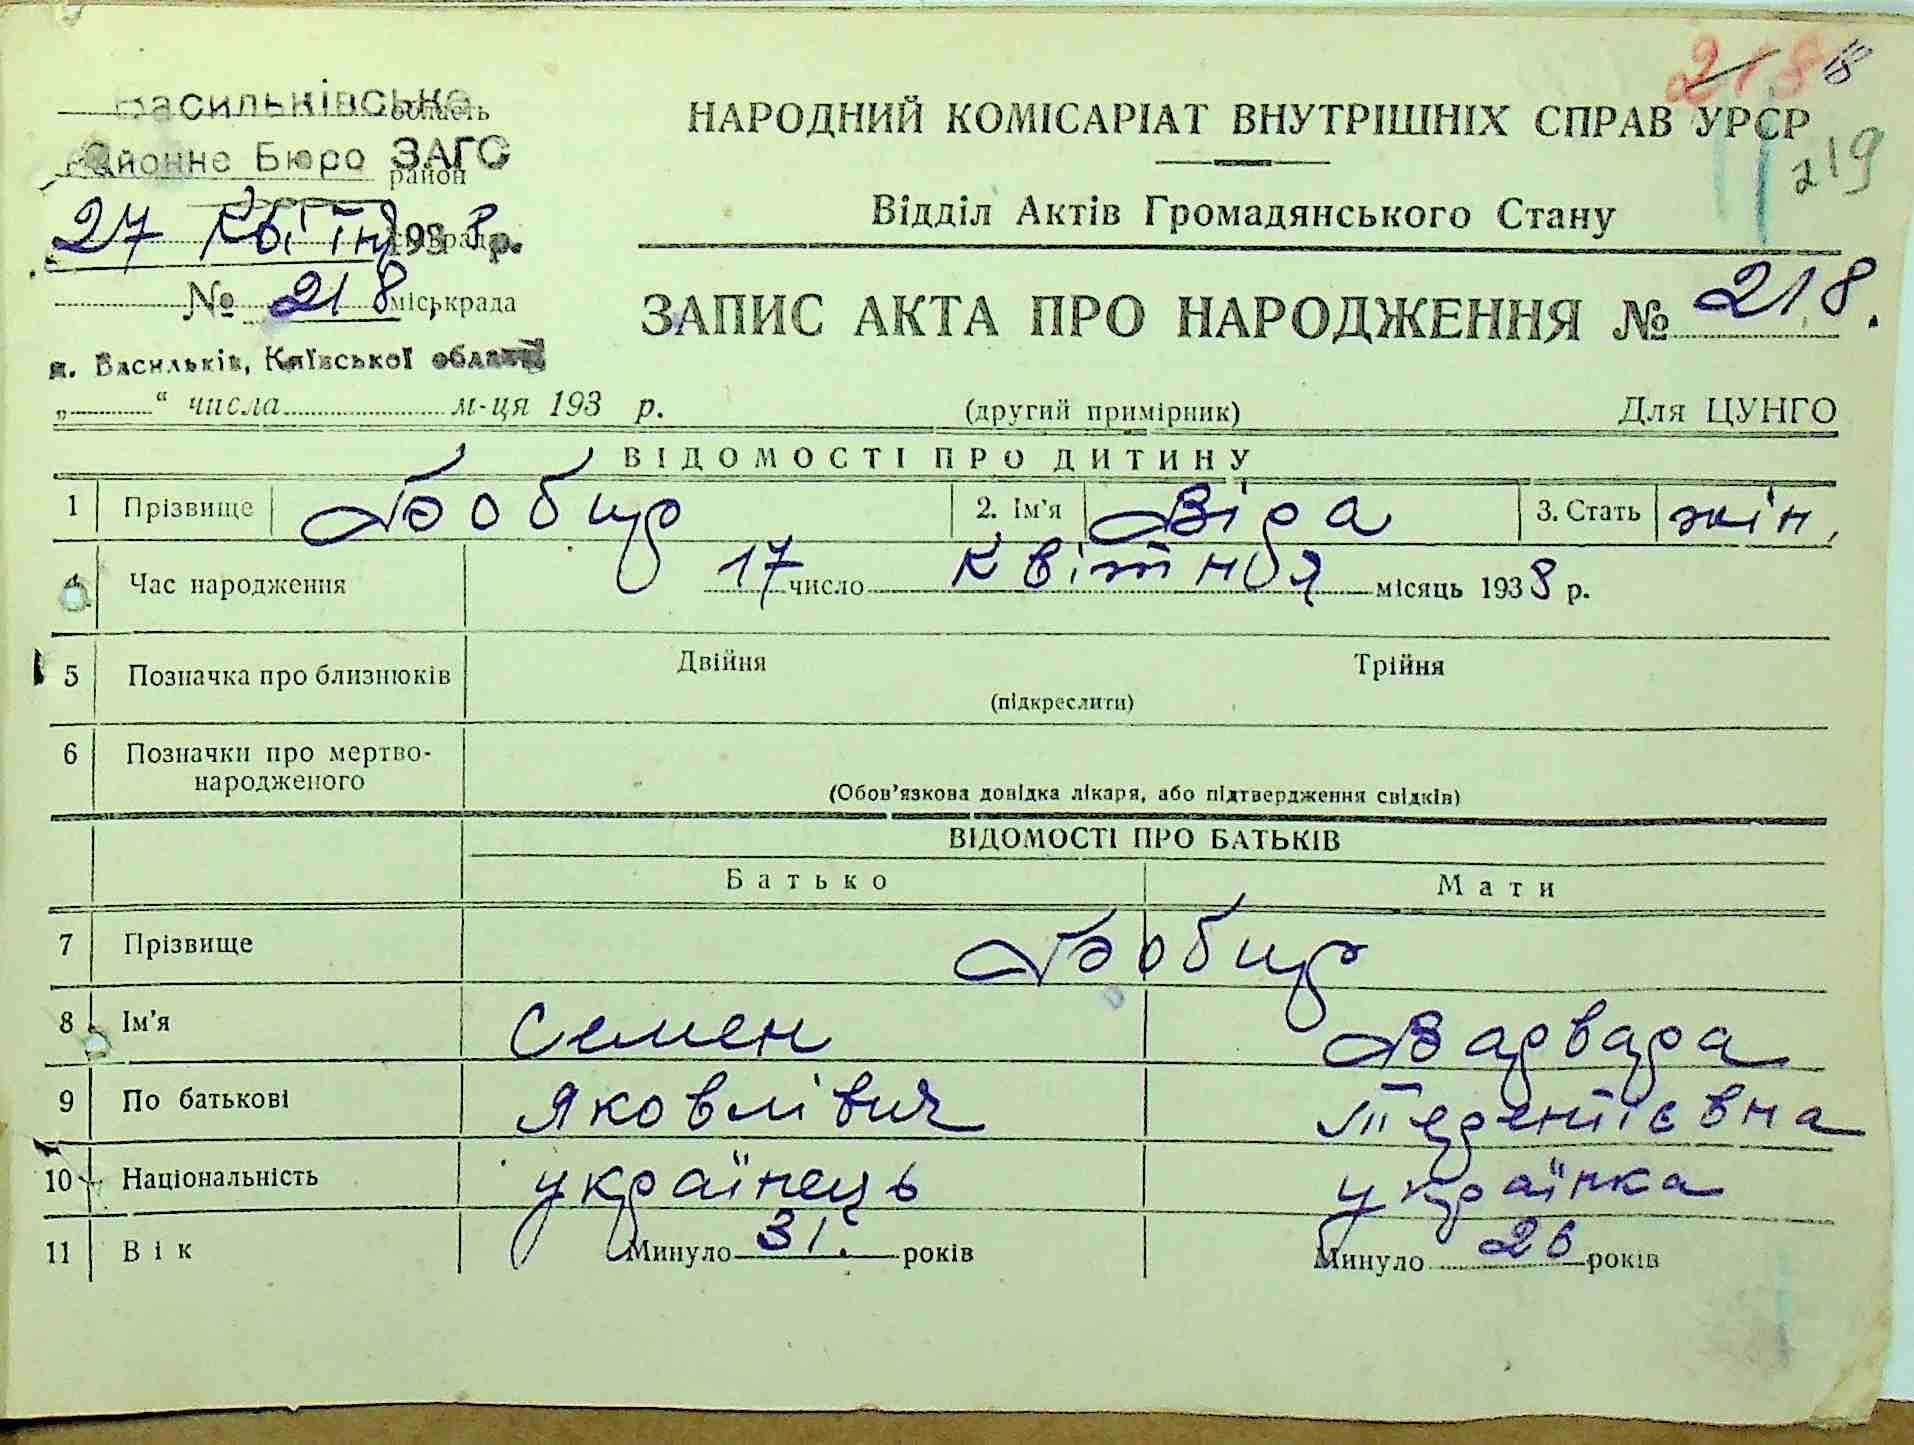 Васильківське область
Районне Бюро ЗАГС район
27 Квітн 1938 р.
№ 218 міськрада
м. Васильків, Київської області
„ “ числа м-ця 193 р.
218
219
НАРОДНИЙ КОМІСАРІАТ ВНУТРІШНІХ СПРАВ УРСР
Відділ Актів Громадянського Стану
ЗАПИС АКТА ПРО НАРОДЖЕННЯ № 218.
(другий примірник) Для ЦУНГО
ВІДОМОСТІ ПРО ДИТИНУ
1 Прізвище Бобир 2. Ім'я Віра 3. Стать жін.
4 Час народження 17 число квітня місяць 1938 р.
5 Позначка про близнюків Двійня Трійня
(підкреслити)
6 Позначки про мертво-
народженого
(Обов'язкова довідка лікаря, або підтвердження свідків)
ВІДОМОСТІ ПРО БАТЬКІВ
Батько Мати
7 Прізвище Бобир
8 Ім'я Семен Варвара
9 По батькові Яковлівич Терентієвна
10 Національність українець українка
11 Вік Минуло 31. років Минуло 26 років